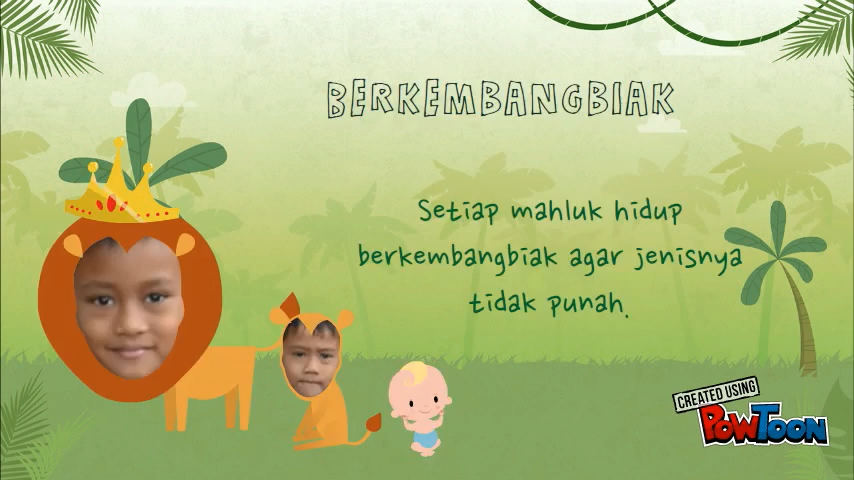 BERKEMBANGBIAK
Setiap mahluk hidup
berkembangbiak agar jenisnya
tidak punah.
CREATED USING
POWTOON